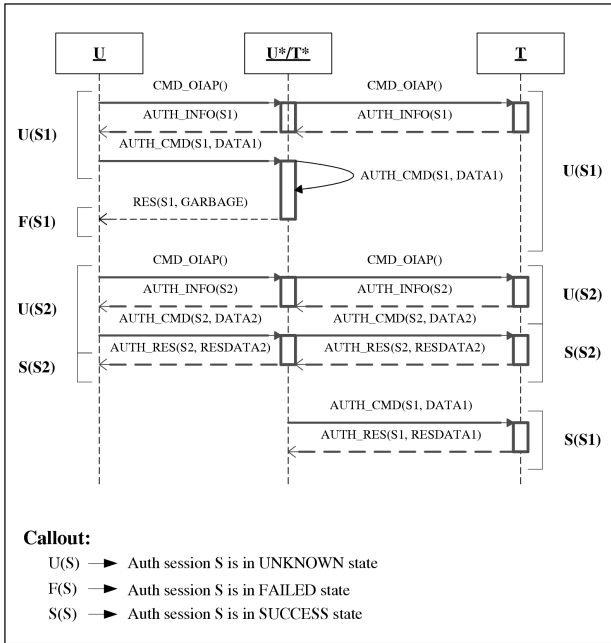 U U*/T* T
CMD_OIAP() CMD_OIAP()
AUTH_INFO(S1) AUTH_INFO(S1)
U(S1)
AUTH_CMD(S1, DATA1)
AUTH_CMD(S1, DATA1)
U(S1)
RES(S1, GARBAGE)
F(S1)
CMD_OIAP() CMD_OIAP()
AUTH_INFO(S2) AUTH_INFO(S2)
U(S2) U(S2)
AUTH_CMD(S2, DATA2) AUTH_CMD(S2, DATA2)
AUTH_RES(S2, RESDATA2) AUTH_RES(S2, RESDATA2)
S(S2) S(S2)
AUTH_CMD(S1, DATA1)
AUTH_RES(S1, RESDATA1)
S(S1)
Callout:
U(S) Auth session S is in UNKNOWN state
F(S) Auth session S is in FAILED state
S(S) Auth session S is in SUCCESS state